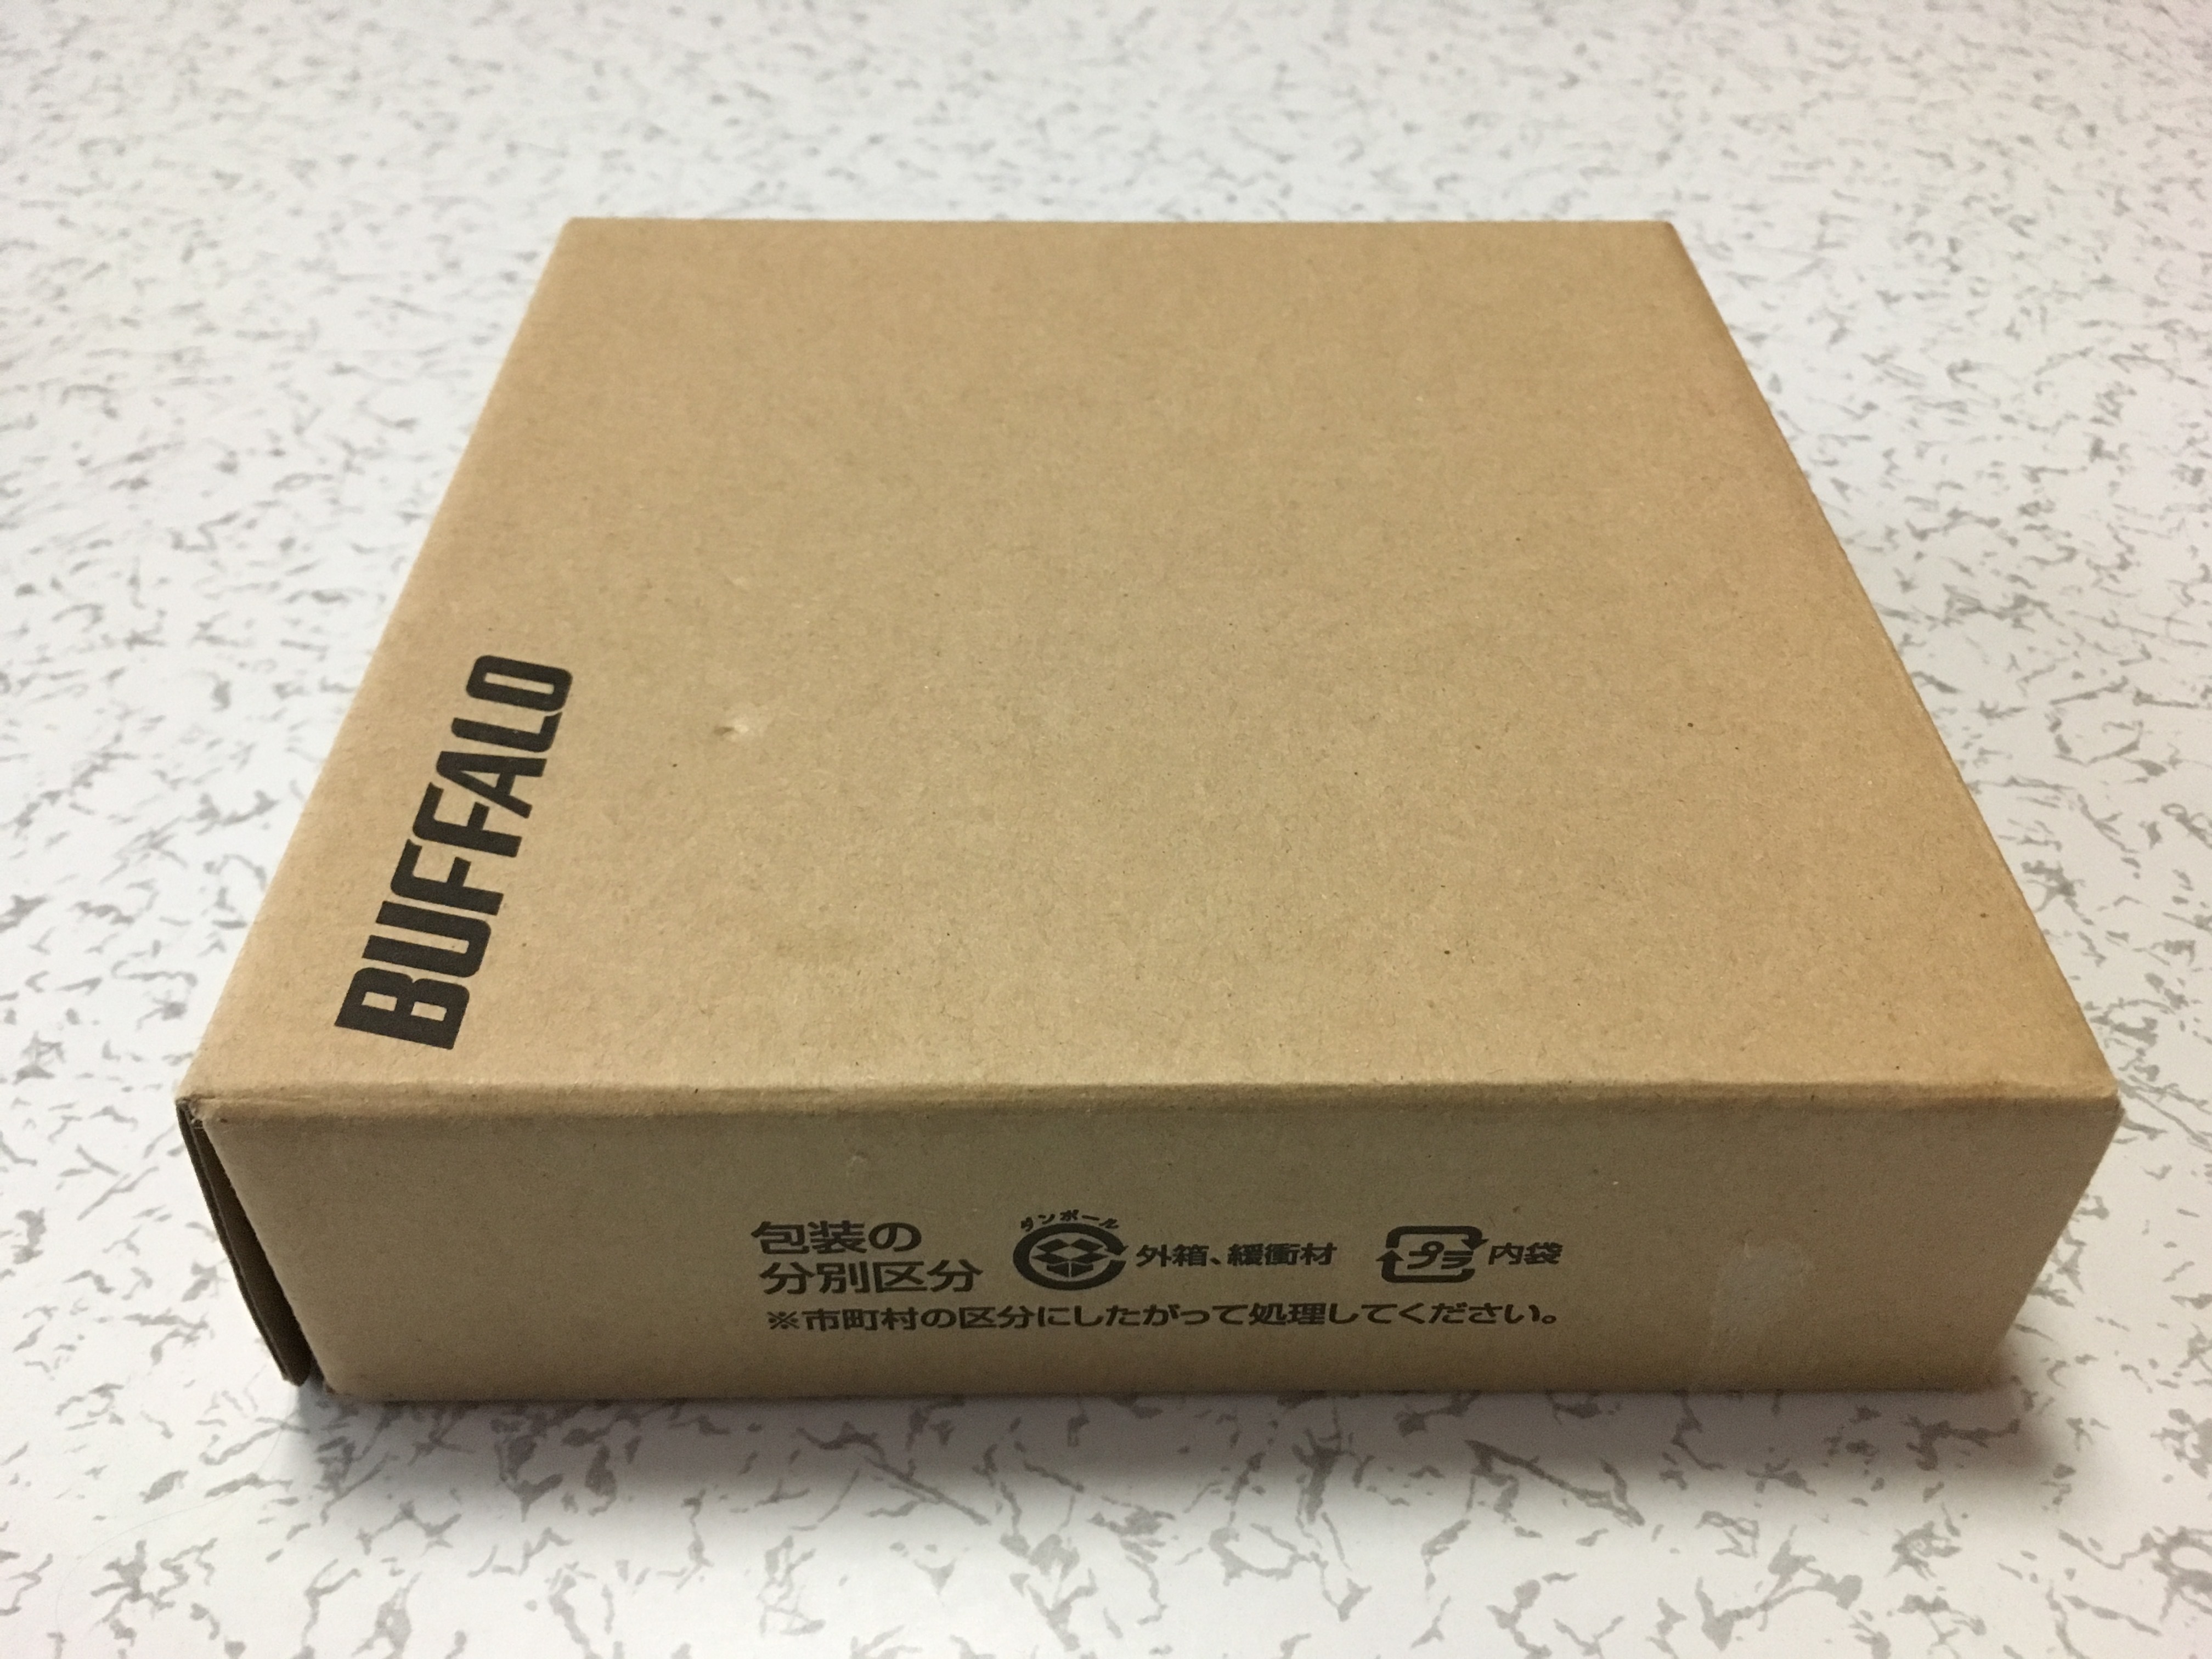 BUFFALO
包装の
分別区分
ダンボール
外箱、緩衝材
プラ
内袋
※市町村の区分にしたがって処理してください。